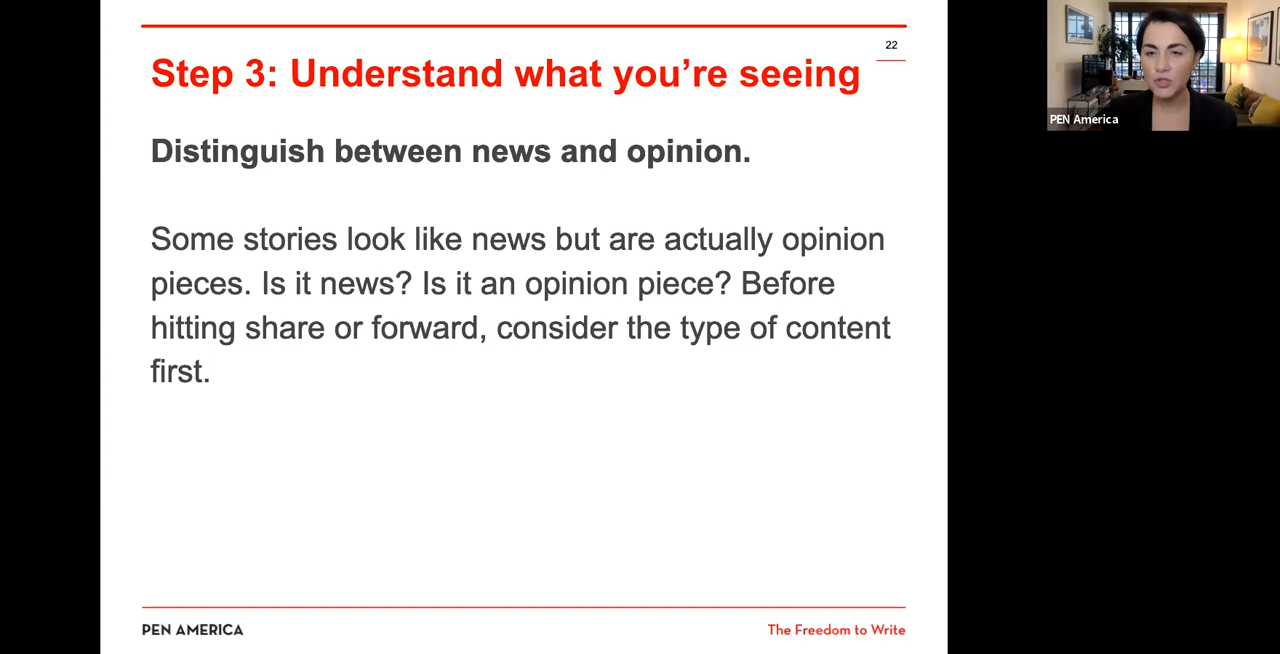 22
Step 3: Understand what you’re seeing
Distinguish between news and opinion.
Some stories look like news but are actually opinion
pieces. Is it news? Is it an opinion piece? Before
hitting share or forward, consider the type of content
first.
PEN AMERICA
The Freedom to Write
PEN America